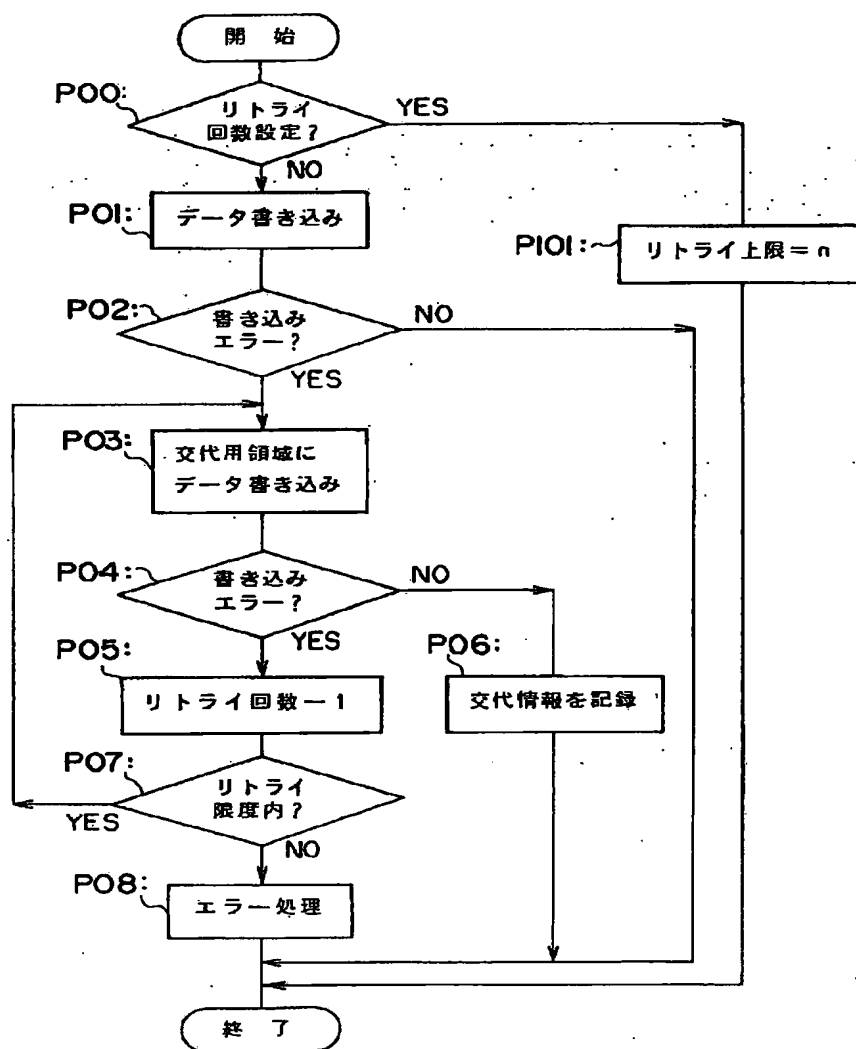 開 始
P00:
リトライ
回数設定?
YES
NO
P01:
データ書き込み
P101:
リトライ上限=n
P02:
書き込み
エラー?
NO
YES
P03:
交代用領域に
データ書き込み
P04:
書き込み
エラー?
NO
YES
P05:
リトライ回数-1
P06:
交代情報を記録
P07:
リトライ
限度内?
YES
NO
P08:
エラー処理
終 了